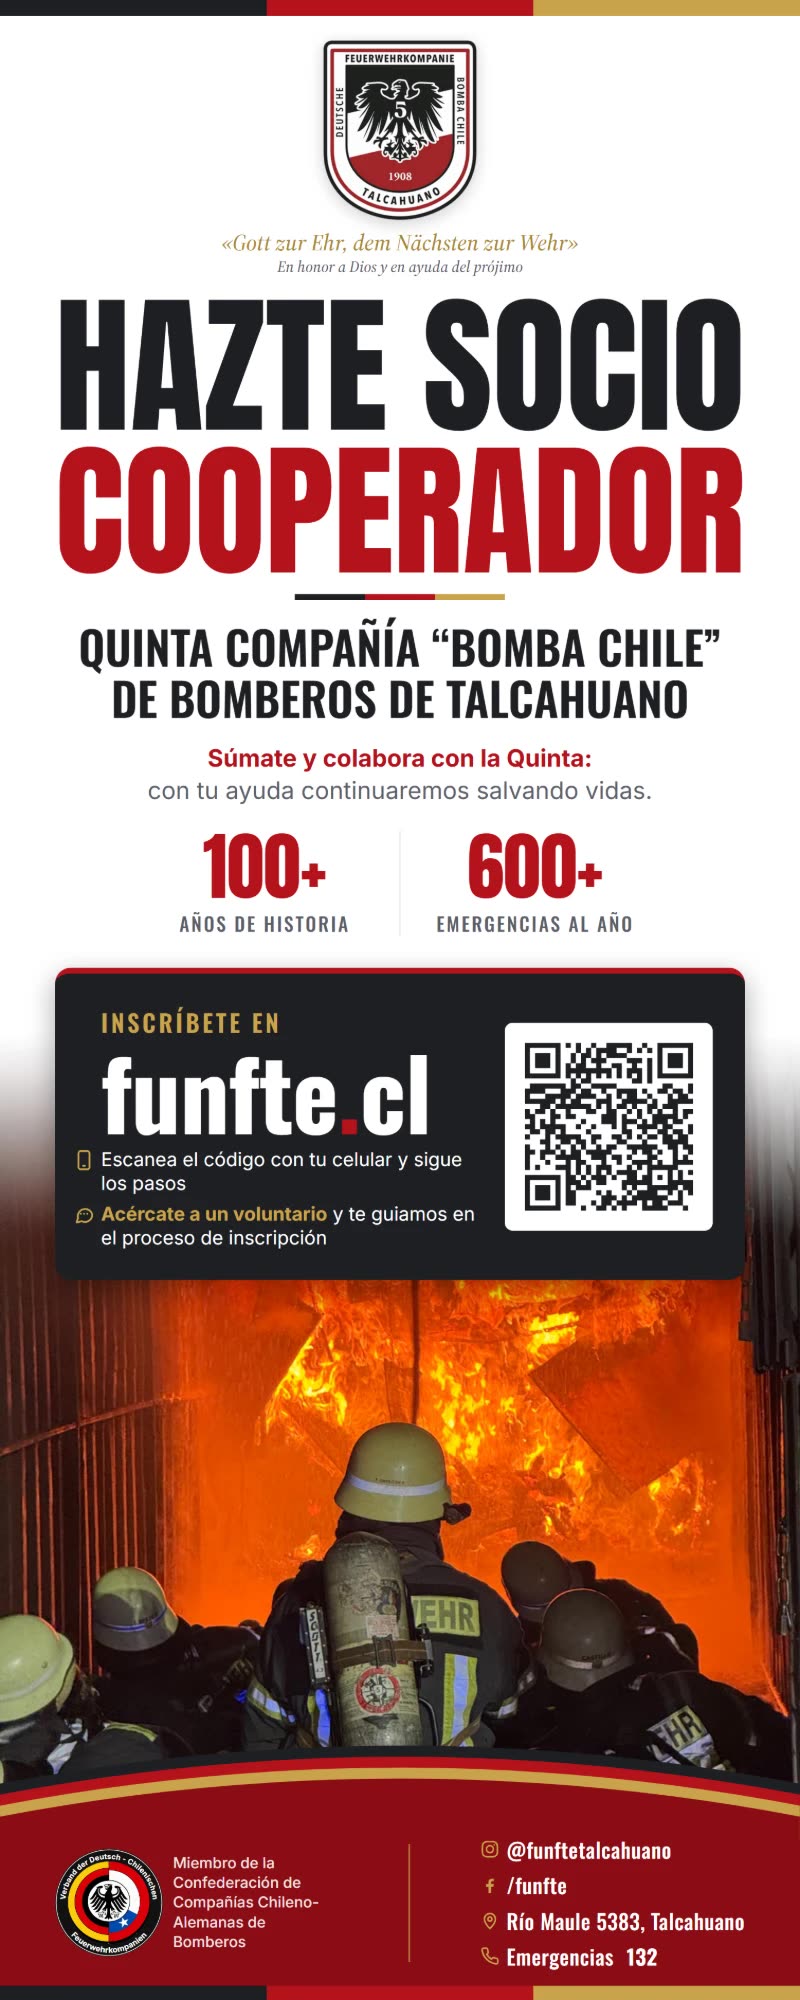 FEUERWEHRKOMPANIE
DEUTSCHE
BOMBA CHILE
5
1908
TALCAHUANO
«Gott zur Ehr, dem Nächsten zur Wehr»
En honor a Dios y en ayuda del prójimo
HAZTE SOCIO
COOPERADOR
QUINTA COMPAÑÍA “BOMBA CHILE”
DE BOMBEROS DE TALCAHUANO
Súmate y colabora con la Quinta:
con tu ayuda continuaremos salvando vidas.
100+
AÑOS DE HISTORIA
600+
EMERGENCIAS AL AÑO
INSCRÍBETE EN
funfte.cl
Escanea el código con tu celular y sigue
los pasos
Acércate a un voluntario y te guiamos en
el proceso de inscripción
WEHR
SCOTT
HR
Verband der Deutsch - Chilenischen
Feuerwehrkompanien
Miembro de la
Confederación de
Compañías Chileno-
Alemanas de
Bomberos
@funftetalcahuano
/funfte
Río Maule 5383, Talcahuano
Emergencias 132